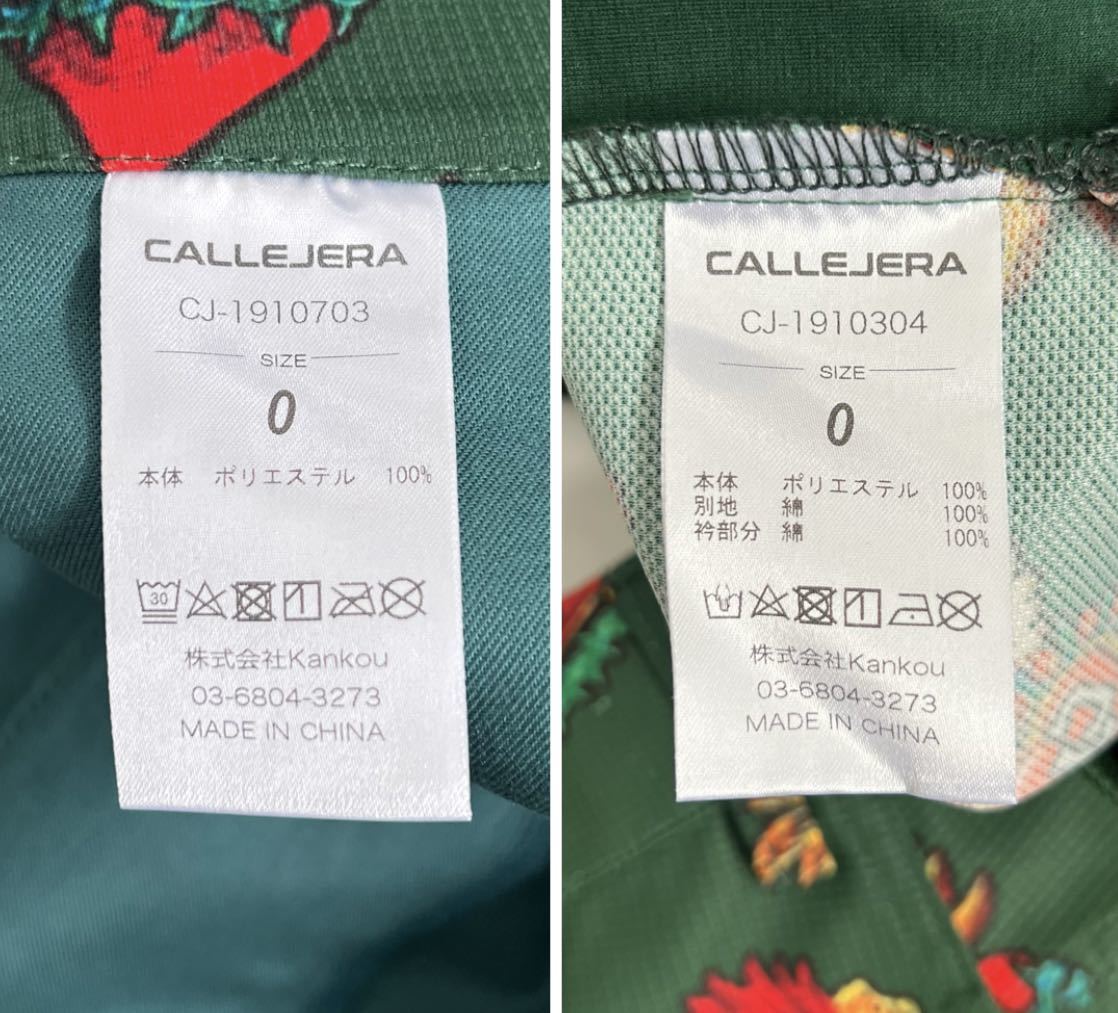 CALLEJERA
CJ-1910703
SIZE
0
本体 ポリエステル 100%
30
株式会社Kankou
03-6804-3273
MADE IN CHINA
CALLEJERA
CJ-1910304
SIZE
0
本体 ポリエステル 100%
別地 綿 100%
衿部分 綿 100%
株式会社Kankou
03-6804-3273
MADE IN CHINA